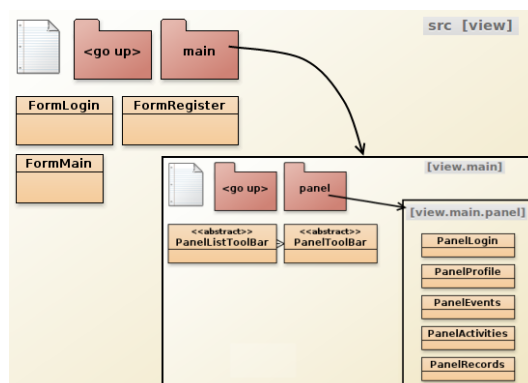 src [view]
<go up>
main
FormLogin
FormRegister
FormMain
[view.main]
<go up>
panel
<<abstract>>
PanelListToolBar
<<abstract>>
PanelToolBar
[view.main.panel]
PanelLogin
PanelProfile
PanelEvents
PanelActivities
PanelRecords